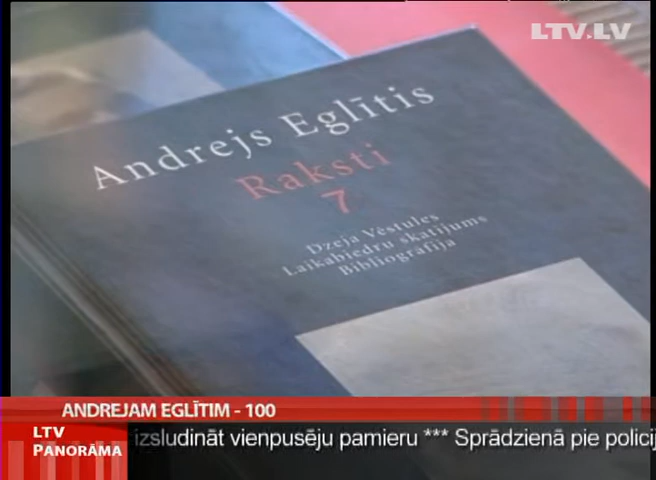 LTV.LV
Andrejs Eglītis
Raksti
7
Dzeja Vēstules
Laikabiedru skatījums
Bibliogrāfija
ANDREJAM EGLĪTIM - 100
LTV
PANORĀMA
izsludināt vienpusēju pamieru *** Sprādzienā pie policij